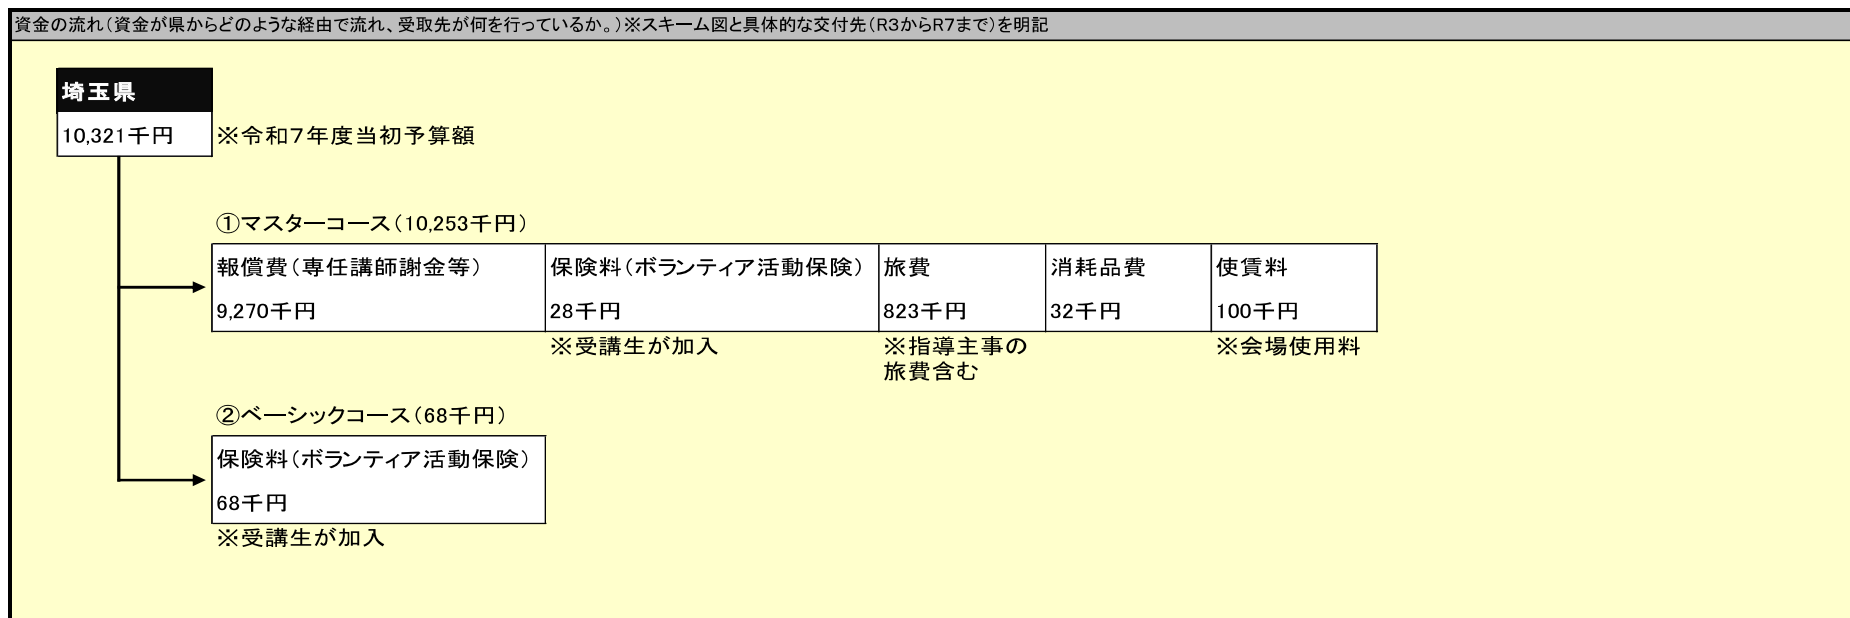 資金の流れ（資金が県からどのような経由で流れ、受取先が何を行っているか。）※スキーム図と具体的な交付先（R3からR7まで）を明記
埼玉県
10,321千円 ※令和７年度当初予算額
①マスターコース（10,253千円）
報償費（専任講師謝金等） 保険料（ボランティア活動保険） 旅費 消耗品費 使賃料
9,270千円 28千円 823千円 32千円 100千円
※受講生が加入 ※指導主事の ※会場使用料
旅費含む
②ベーシックコース（68千円）
保険料（ボランティア活動保険）
68千円
※受講生が加入